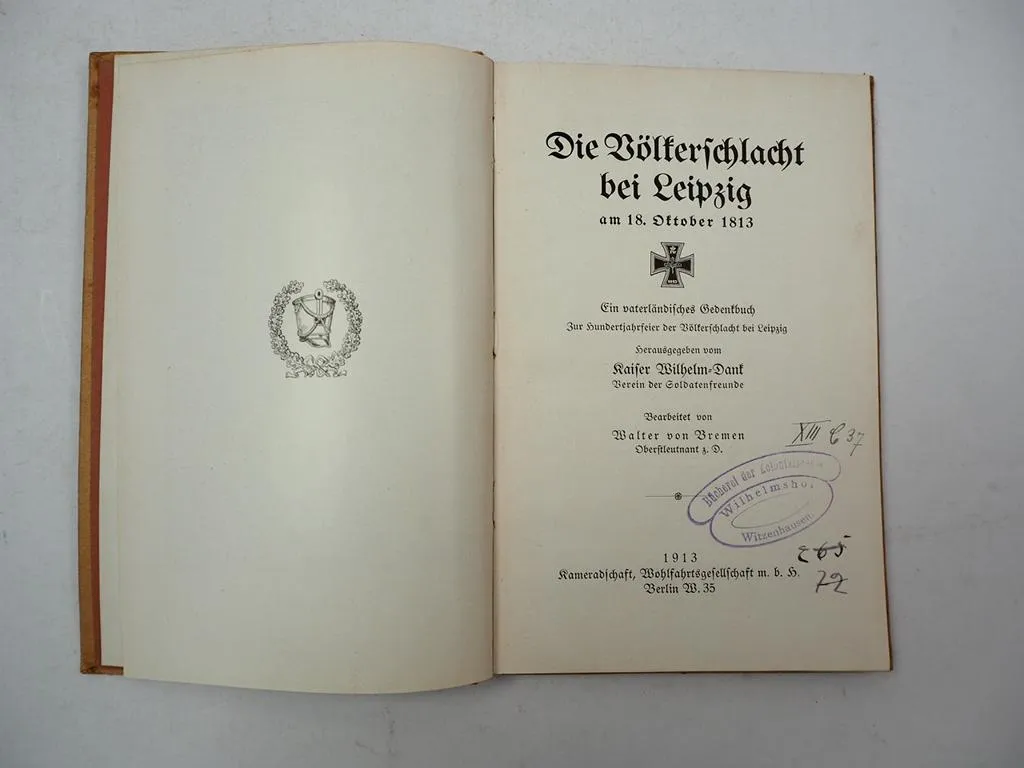 Die Völkerschlacht
bei Leipzig
am 18. Oktober 1813
Ein vaterländisches Gedenkbuch
Zur Hundertjahrfeier der Völkerschlacht bei Leipzig
Herausgegeben vom
Kaiser Wilhelm-Dank
Verein der Soldatenfreunde
Bearbeitet von
Walter von Bremen
Oberstleutnant z. D.
XIII C 37
Bücherei der
Wilhelmshof
Witzenhausen.
1913
Kameradschaft, Wohlfahrtsgesellschaft m. b. H.
Berlin W. 35
72